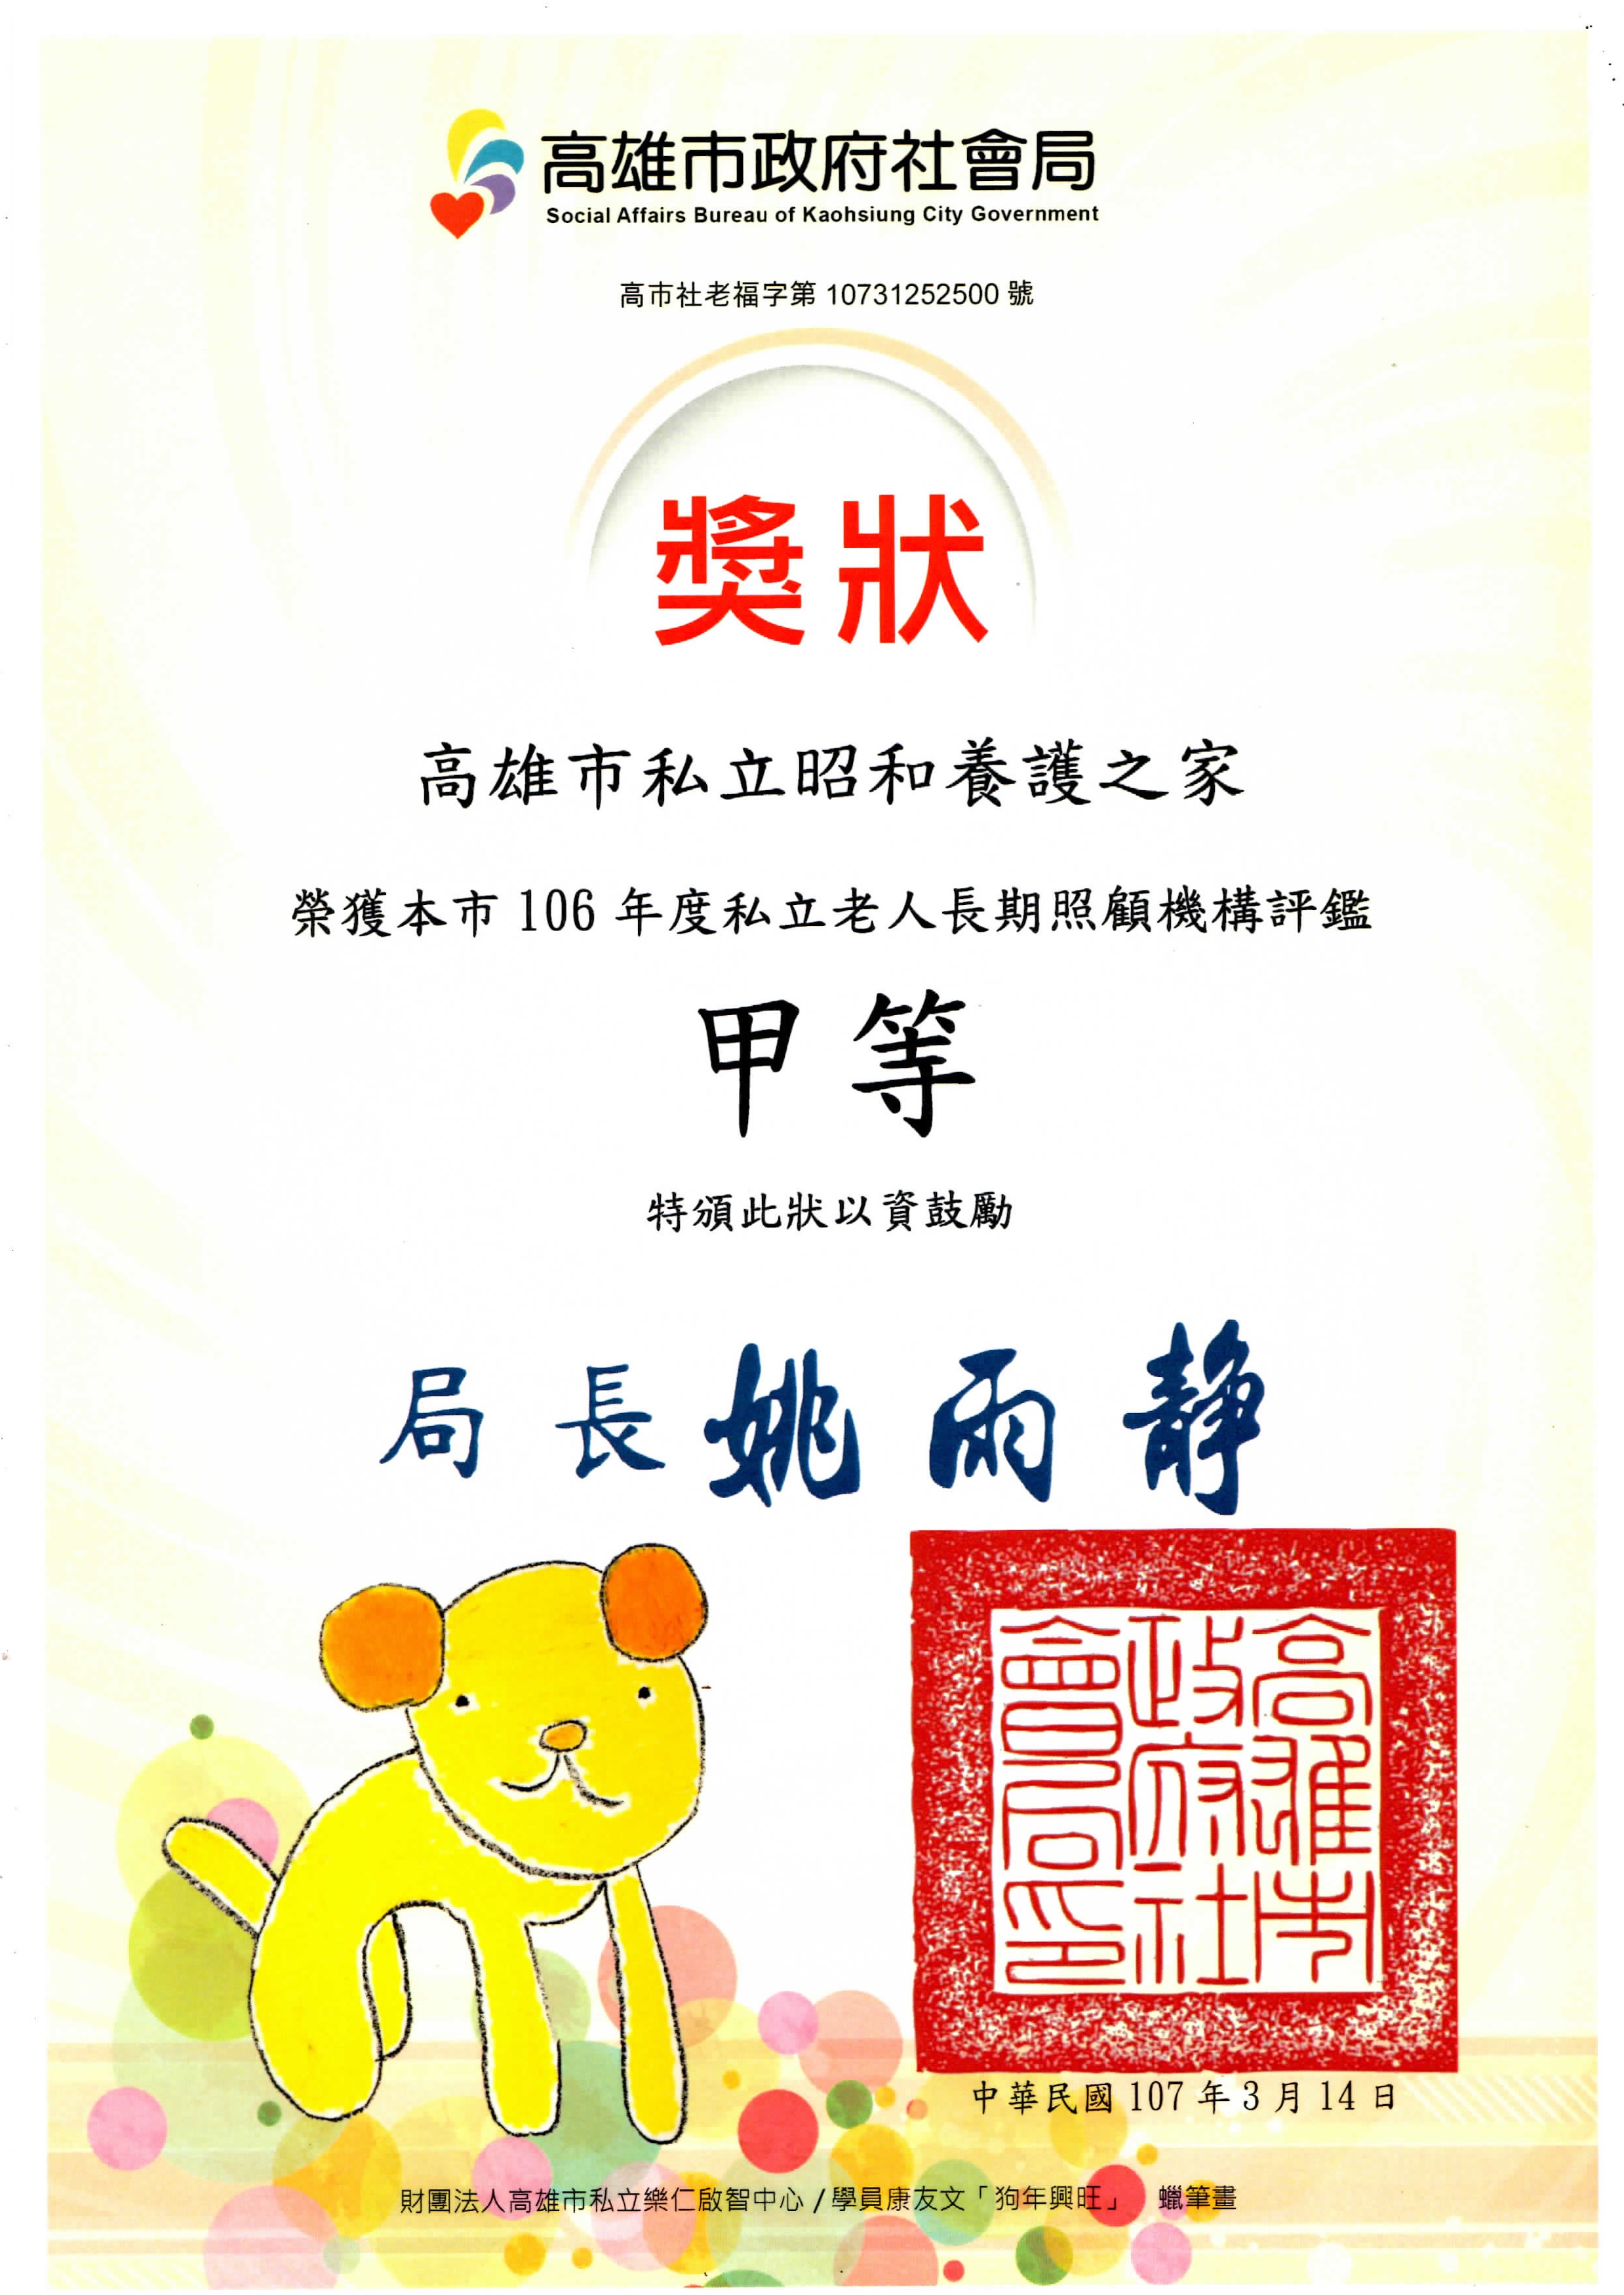 高雄市政府社會局
Social Affairs Bureau of Kaohsiung City Government
高市社老福字第 10731252500 號
獎狀
高雄市私立昭和養護之家
榮獲本市 106 年度私立老人長期照顧機構評鑑
甲等
特頒此狀以資鼓勵
局長姚雨靜
高雄市
政府社
會局印
中華民國 107 年 3 月 14 日
財團法人高雄市私立樂仁啟智中心 / 學員康友文「狗年興旺」 蠟筆畫